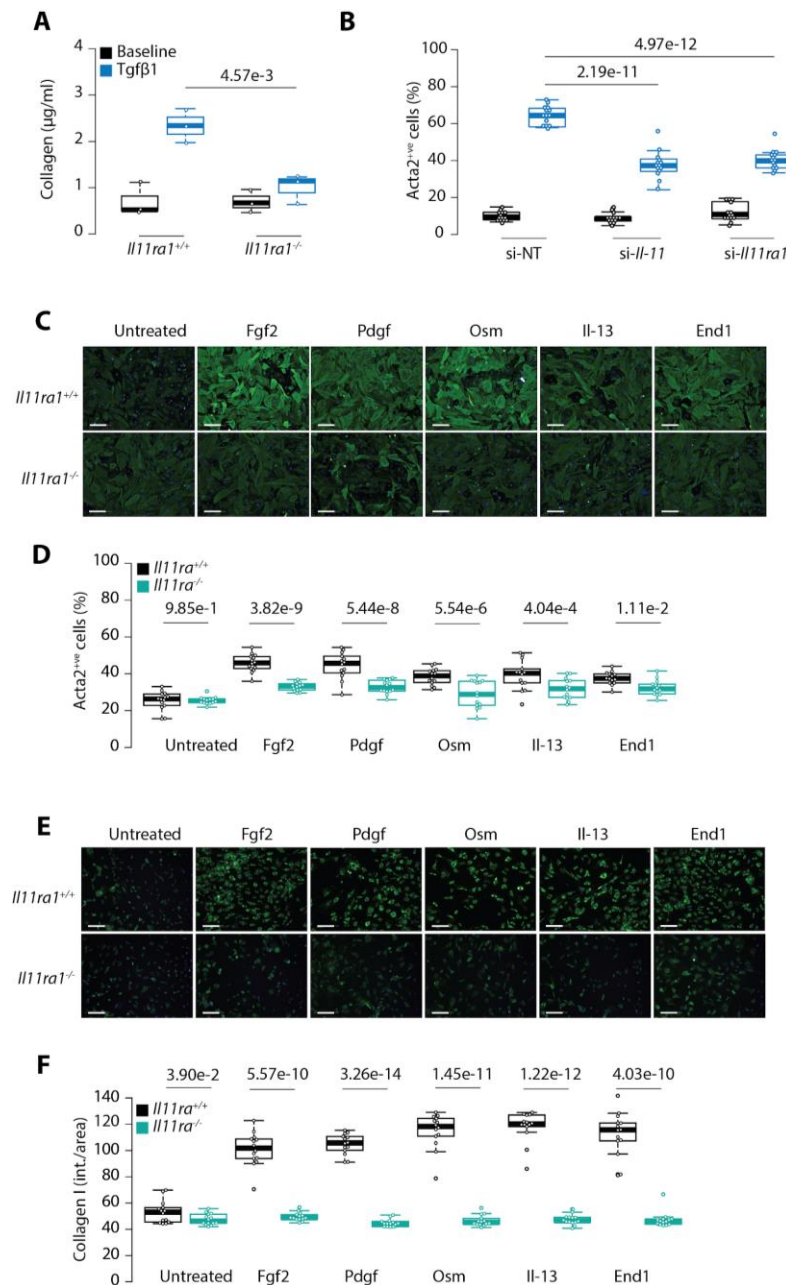 A
Baseline
Tgfβ1
4.57e-3
Collagen (µg/ml)
4
3
2
1
0
Il11ra1+/+
Il11ra1-/-
B
4.97e-12
2.19e-11
Acta2+ve cells (%)
100
80
60
40
20
0
si-NT
si-Il-11
si-Il11ra1
C
Untreated Fgf2 Pdgf Osm Il-13 End1
Il11ra1+/+
Il11ra1-/-
D
Il11ra+/+
Il11ra-/-
9.85e-1 3.82e-9 5.44e-8 5.54e-6 4.04e-4 1.11e-2
Acta2+ve cells (%)
100
80
60
40
20
0
Untreated Fgf2 Pdgf Osm Il-13 End1
E
Untreated Fgf2 Pdgf Osm Il-13 End1
Il11ra1+/+
Il11ra1-/-
F
3.90e-2 5.57e-10 3.26e-14 1.45e-11 1.22e-12 4.03e-10
Il11ra+/+
Il11ra-/-
Collagen I (int./area)
140
120
100
80
60
40
20
0
Untreated Fgf2 Pdgf Osm Il-13 End1